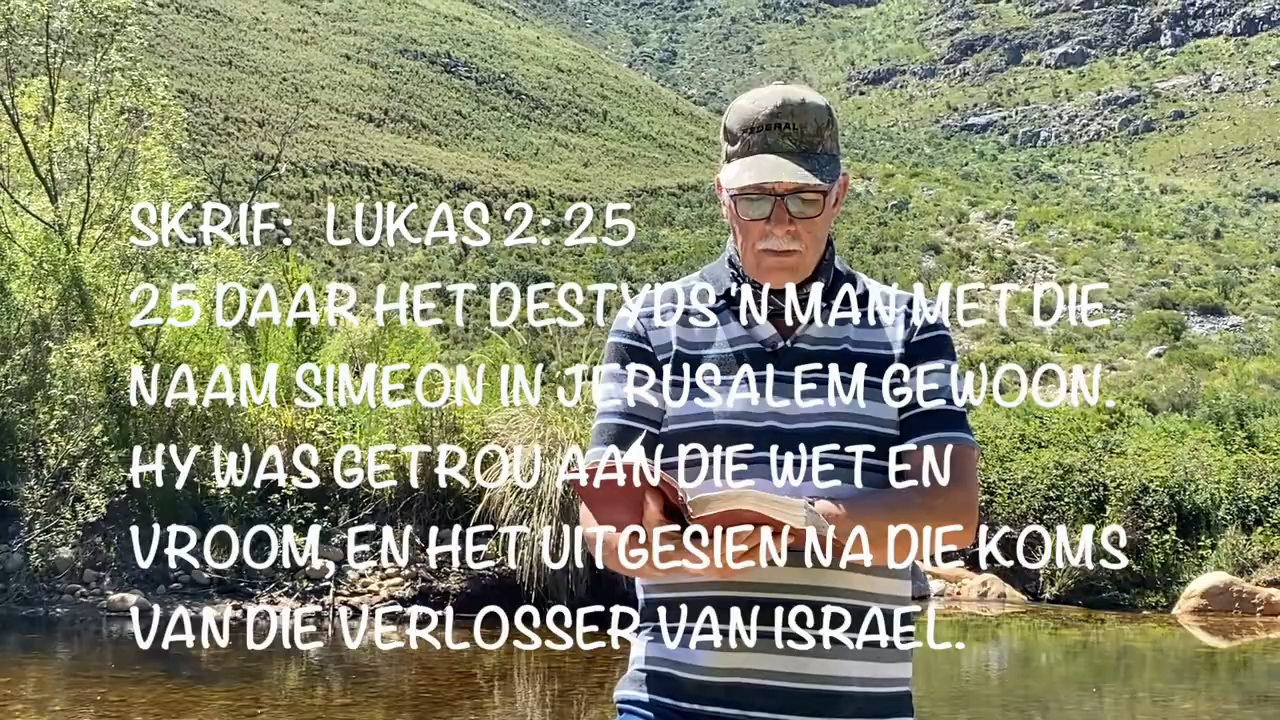 FEDERAL
SKRIF: LUKAS 2: 25
25 DAAR HET DESTYDS 'N MAN MET DIE
NAAM SIMEON IN JERUSALEM GEWOON.
HY WAS GETROU AAN DIE WET EN
VROOM, EN HET UITGESIEN NA DIE KOMS
VAN DIE VERLOSSER VAN ISRAEL.